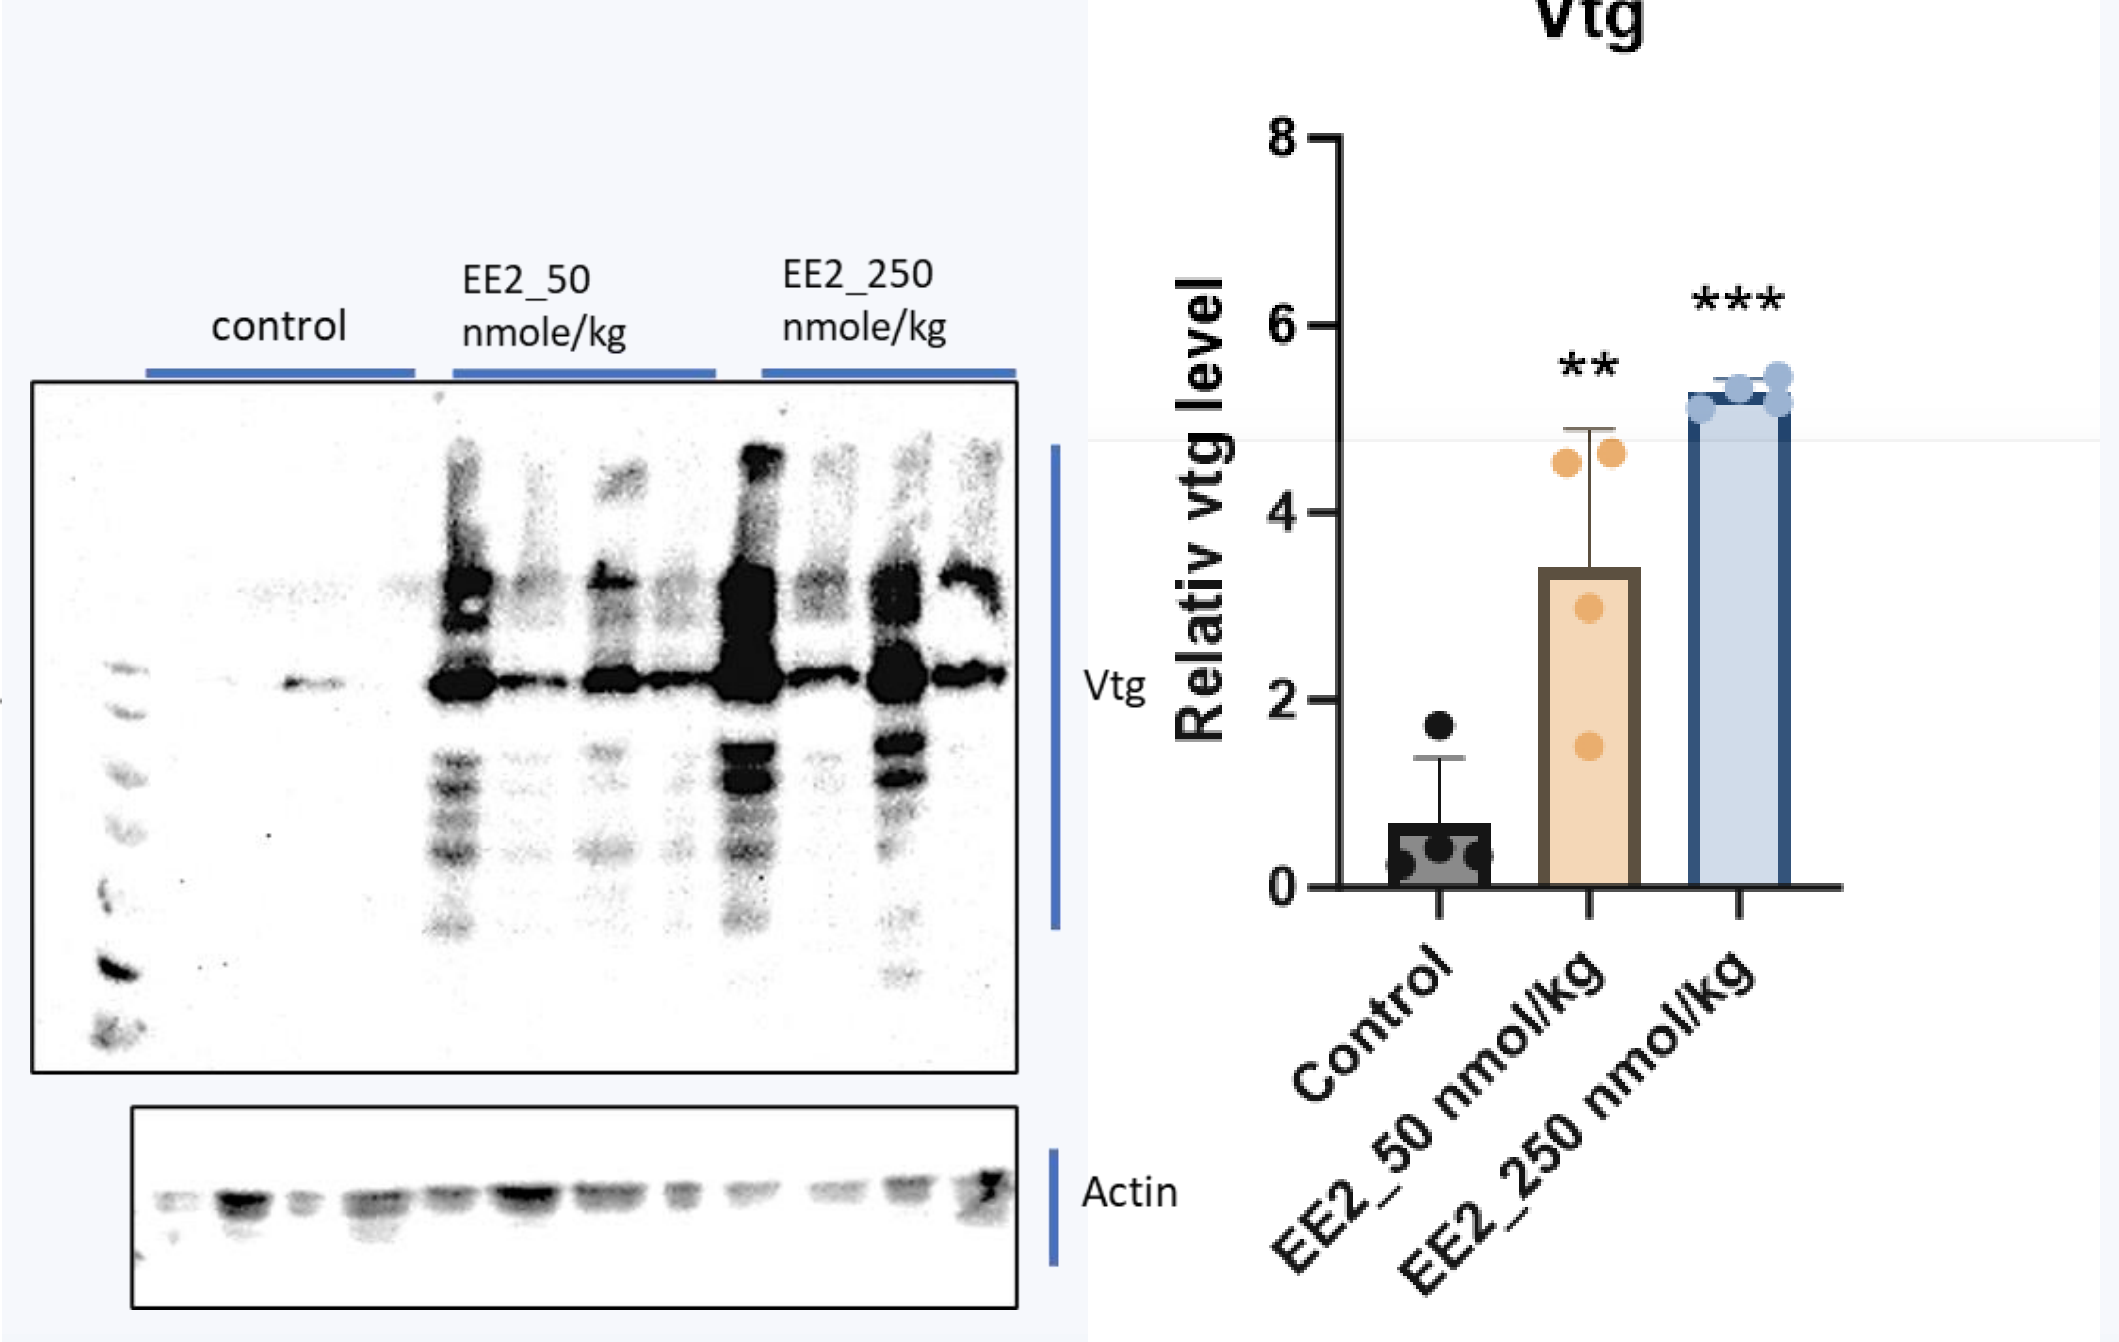 control
EE2_50
nmole/kg
EE2_250
nmole/kg
Vtg
Actin
Vtg
Relativ vtg level
8
6
4
2
0
**
***
Control
EE2_50 nmol/kg
EE2_250 nmol/kg